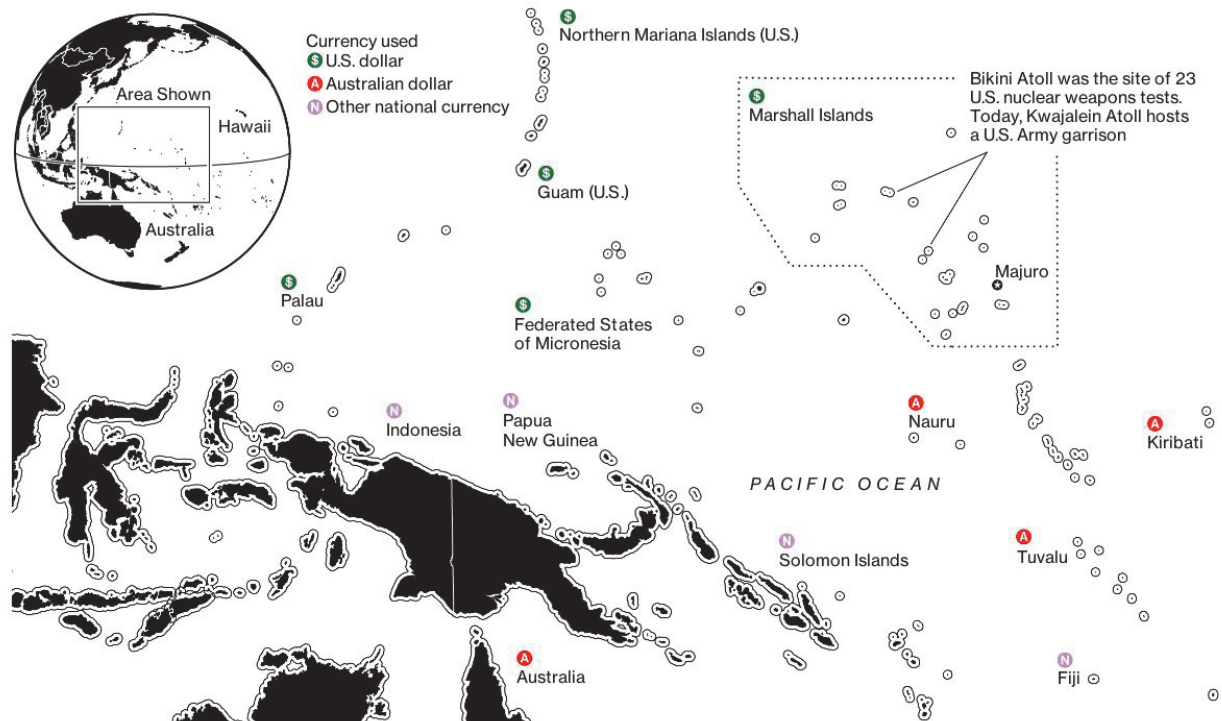 Currency used
$ U.S. dollar
A Australian dollar
N Other national currency
Area Shown
Hawaii
Australia
$
Northern Mariana Islands (U.S.)
$
Guam (U.S.)
$
Marshall Islands
Bikini Atoll was the site of 23
U.S. nuclear weapons tests.
Today, Kwajalein Atoll hosts
a U.S. Army garrison
Majuro
$
Palau
$
Federated States
of Micronesia
N
Indonesia
N
Papua
New Guinea
A
Nauru
A
Kiribati
PACIFIC OCEAN
N
Solomon Islands
A
Tuvalu
A
Australia
N
Fiji